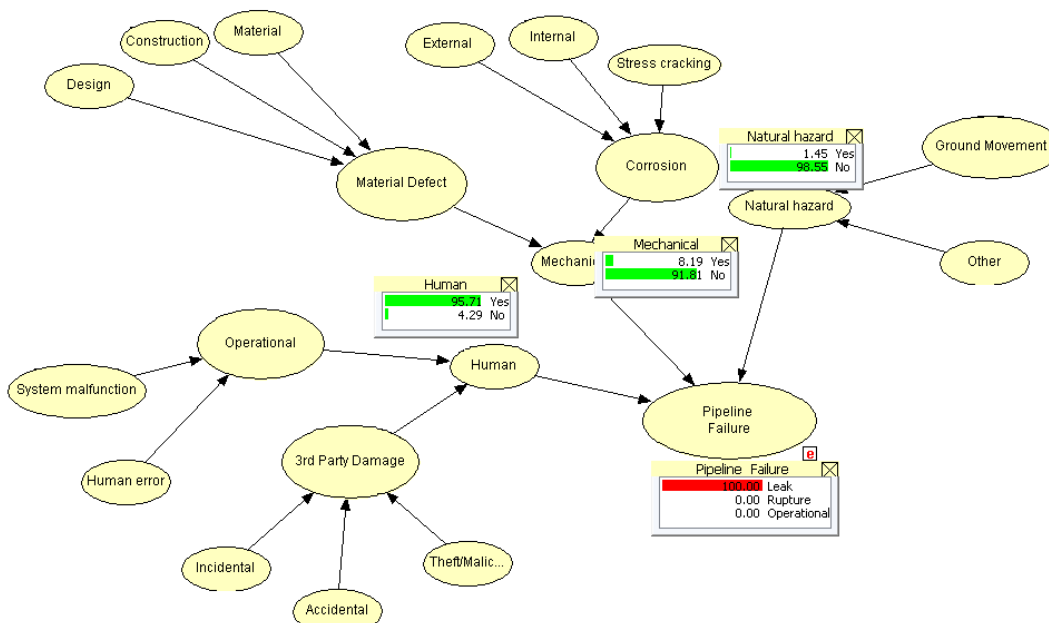 Material
Construction
Design
External
Internal
Stress cracking
Natural hazard
1.45 Yes
98.55 No
Ground Movement
Material Defect
Corrosion
Natural hazard
Other
Mechanic
Mechanical
8.19 Yes
91.81 No
Human
95.71 Yes
4.29 No
Operational
Human
System malfunction
Pipeline
Failure
e
3rd Party Damage
Human error
Pipeline Failure
100.00 Leak
0.00 Rupture
0.00 Operational
Incidental
Theft/Malic...
Accidental